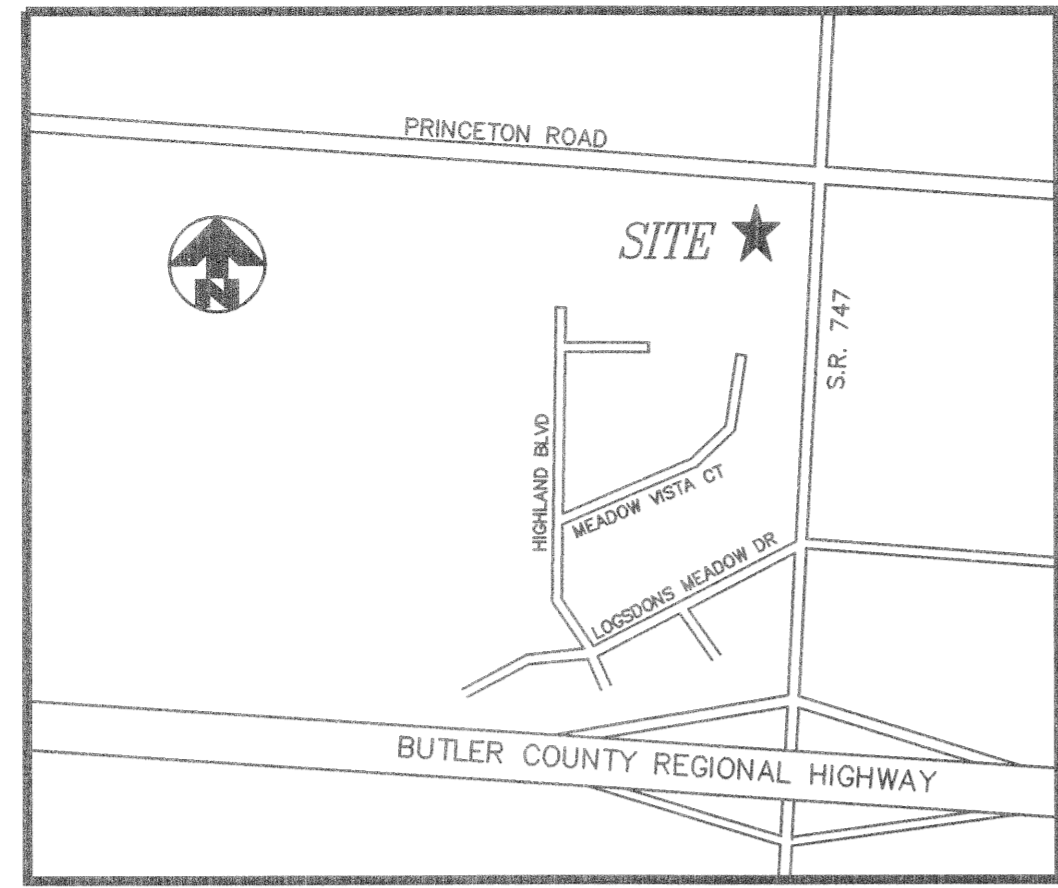 PRINCETON ROAD
SITE
N
S.R. 747
HIGHLAND BLVD
MEADOW VISTA CT
LOGSDONS MEADOW DR
BUTLER COUNTY REGIONAL HIGHWAY